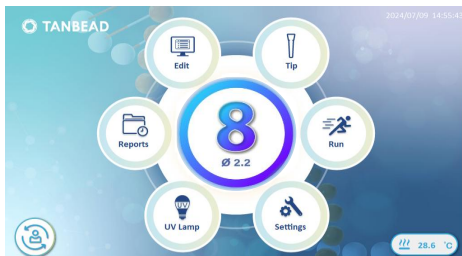 TANBEAD
2024/07/09 14:55:43
Edit
Tip
Reports
8
Ø 2.2
Run
UV
UV Lamp
Settings
28.6 °C